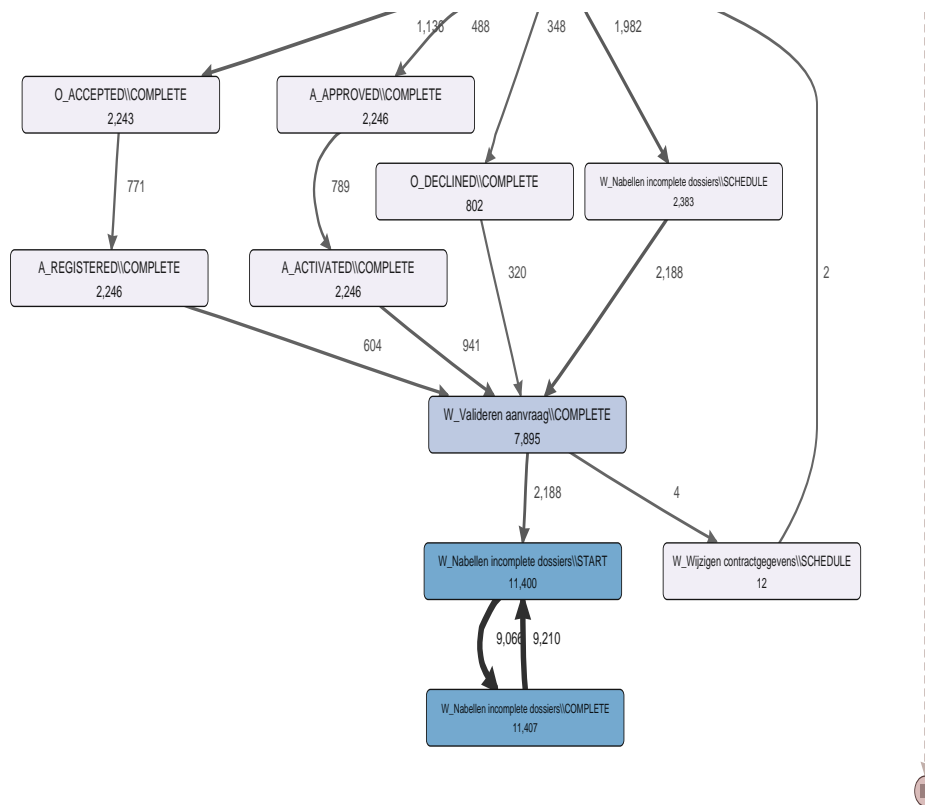 1,136
488
348
1,982
O_ACCEPTED\\COMPLETE
2,243
A_APPROVED\\COMPLETE
2,246
O_DECLINED\\COMPLETE
802
W_Nabellen incomplete dossiers\\SCHEDULE
2,383
771
789
A_REGISTERED\\COMPLETE
2,246
A_ACTIVATED\\COMPLETE
2,246
320
2,188
2
604
941
W_Valideren aanvraag\\COMPLETE
7,895
2,188
4
W_Nabellen incomplete dossiers\\START
11,400
W_Wijzigen contractgegevens\\SCHEDULE
12
9,066
9,210
W_Nabellen incomplete dossiers\\COMPLETE
11,407